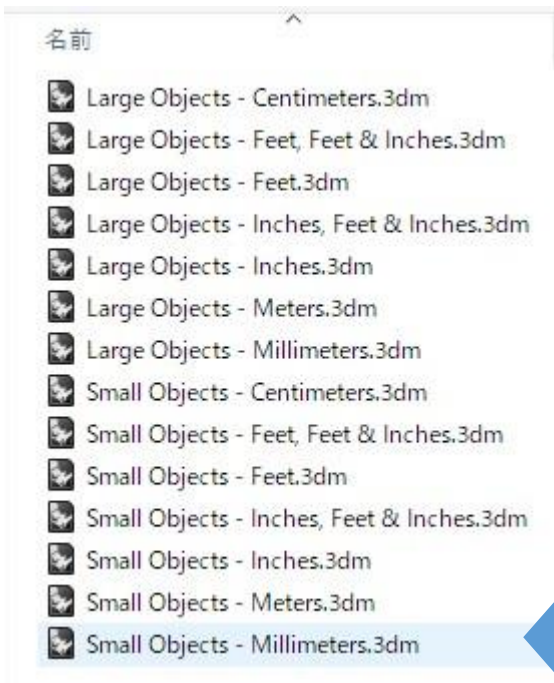 名前
Large Objects - Centimeters.3dm
Large Objects - Feet, Feet & Inches.3dm
Large Objects - Feet.3dm
Large Objects - Inches, Feet & Inches.3dm
Large Objects - Inches.3dm
Large Objects - Meters.3dm
Large Objects - Millimeters.3dm
Small Objects - Centimeters.3dm
Small Objects - Feet, Feet & Inches.3dm
Small Objects - Feet.3dm
Small Objects - Inches, Feet & Inches.3dm
Small Objects - Inches.3dm
Small Objects - Meters.3dm
Small Objects - Millimeters.3dm